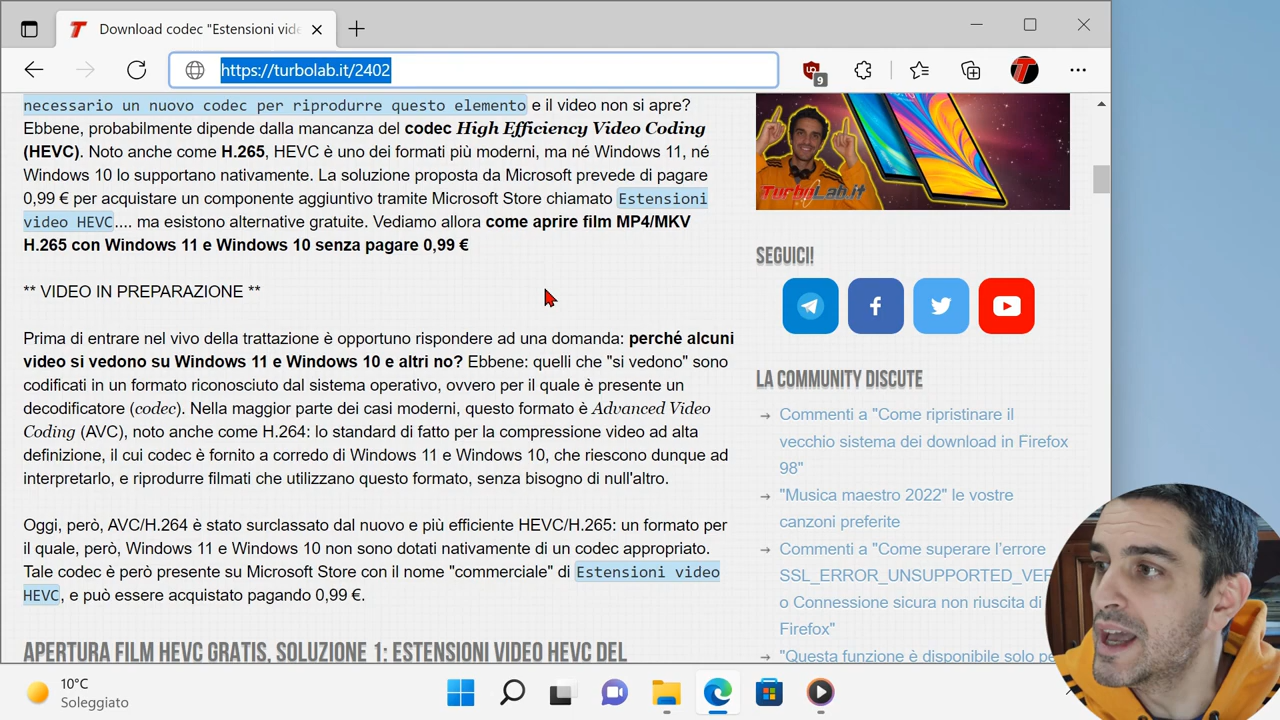 Download codec "Estensioni vide
https://turbolab.it/2402
9
necessario un nuovo codec per riprodurre questo elemento e il video non si apre?
Ebbene, probabilmente dipende dalla mancanza del codec High Efficiency Video Coding
(HEVC). Noto anche come H.265, HEVC è uno dei formati più moderni, ma né Windows 11, né
Windows 10 lo supportano nativamente. La soluzione proposta da Microsoft prevede di pagare
0,99 € per acquistare un componente aggiuntivo tramite Microsoft Store chiamato Estensioni
video HEVC.... ma esistono alternative gratuite. Vediamo allora come aprire film MP4/MKV
H.265 con Windows 11 e Windows 10 senza pagare 0,99 €
** VIDEO IN PREPARAZIONE **
Prima di entrare nel vivo della trattazione è opportuno rispondere ad una domanda: perché alcuni
video si vedono su Windows 11 e Windows 10 e altri no? Ebbene: quelli che "si vedono" sono
codificati in un formato riconosciuto dal sistema operativo, ovvero per il quale è presente un
decodificatore (codec). Nella maggior parte dei casi moderni, questo formato è Advanced Video
Coding (AVC), noto anche come H.264: lo standard di fatto per la compressione video ad alta
definizione, il cui codec è fornito a corredo di Windows 11 e Windows 10, che riescono dunque ad
interpretarlo, e riprodurre filmati che utilizzano questo formato, senza bisogno di null'altro.
Oggi, però, AVC/H.264 è stato surclassato dal nuovo e più efficiente HEVC/H.265: un formato per
il quale, però, Windows 11 e Windows 10 non sono dotati nativamente di un codec appropriato.
Tale codec è però presente su Microsoft Store con il nome "commerciale" di Estensioni video
HEVC, e può essere acquistato pagando 0,99 €.
APERTURA FILM HEVC GRATIS, SOLUZIONE 1: ESTENSIONI VIDEO HEVC DEL
TurboLab.it
SEGUICI!
LA COMMUNITY DISCUTE
Commenti a "Come ripristinare il
vecchio sistema dei download in Firefox
98"
"Musica maestro 2022" le vostre
canzoni preferite
Commenti a "Come superare l'errore
SSL_ERROR_UNSUPPORTED_VER
o Connessione sicura non riuscita di
Firefox"
"Questa funzione è disponibile solo pe
10°C
Soleggiato